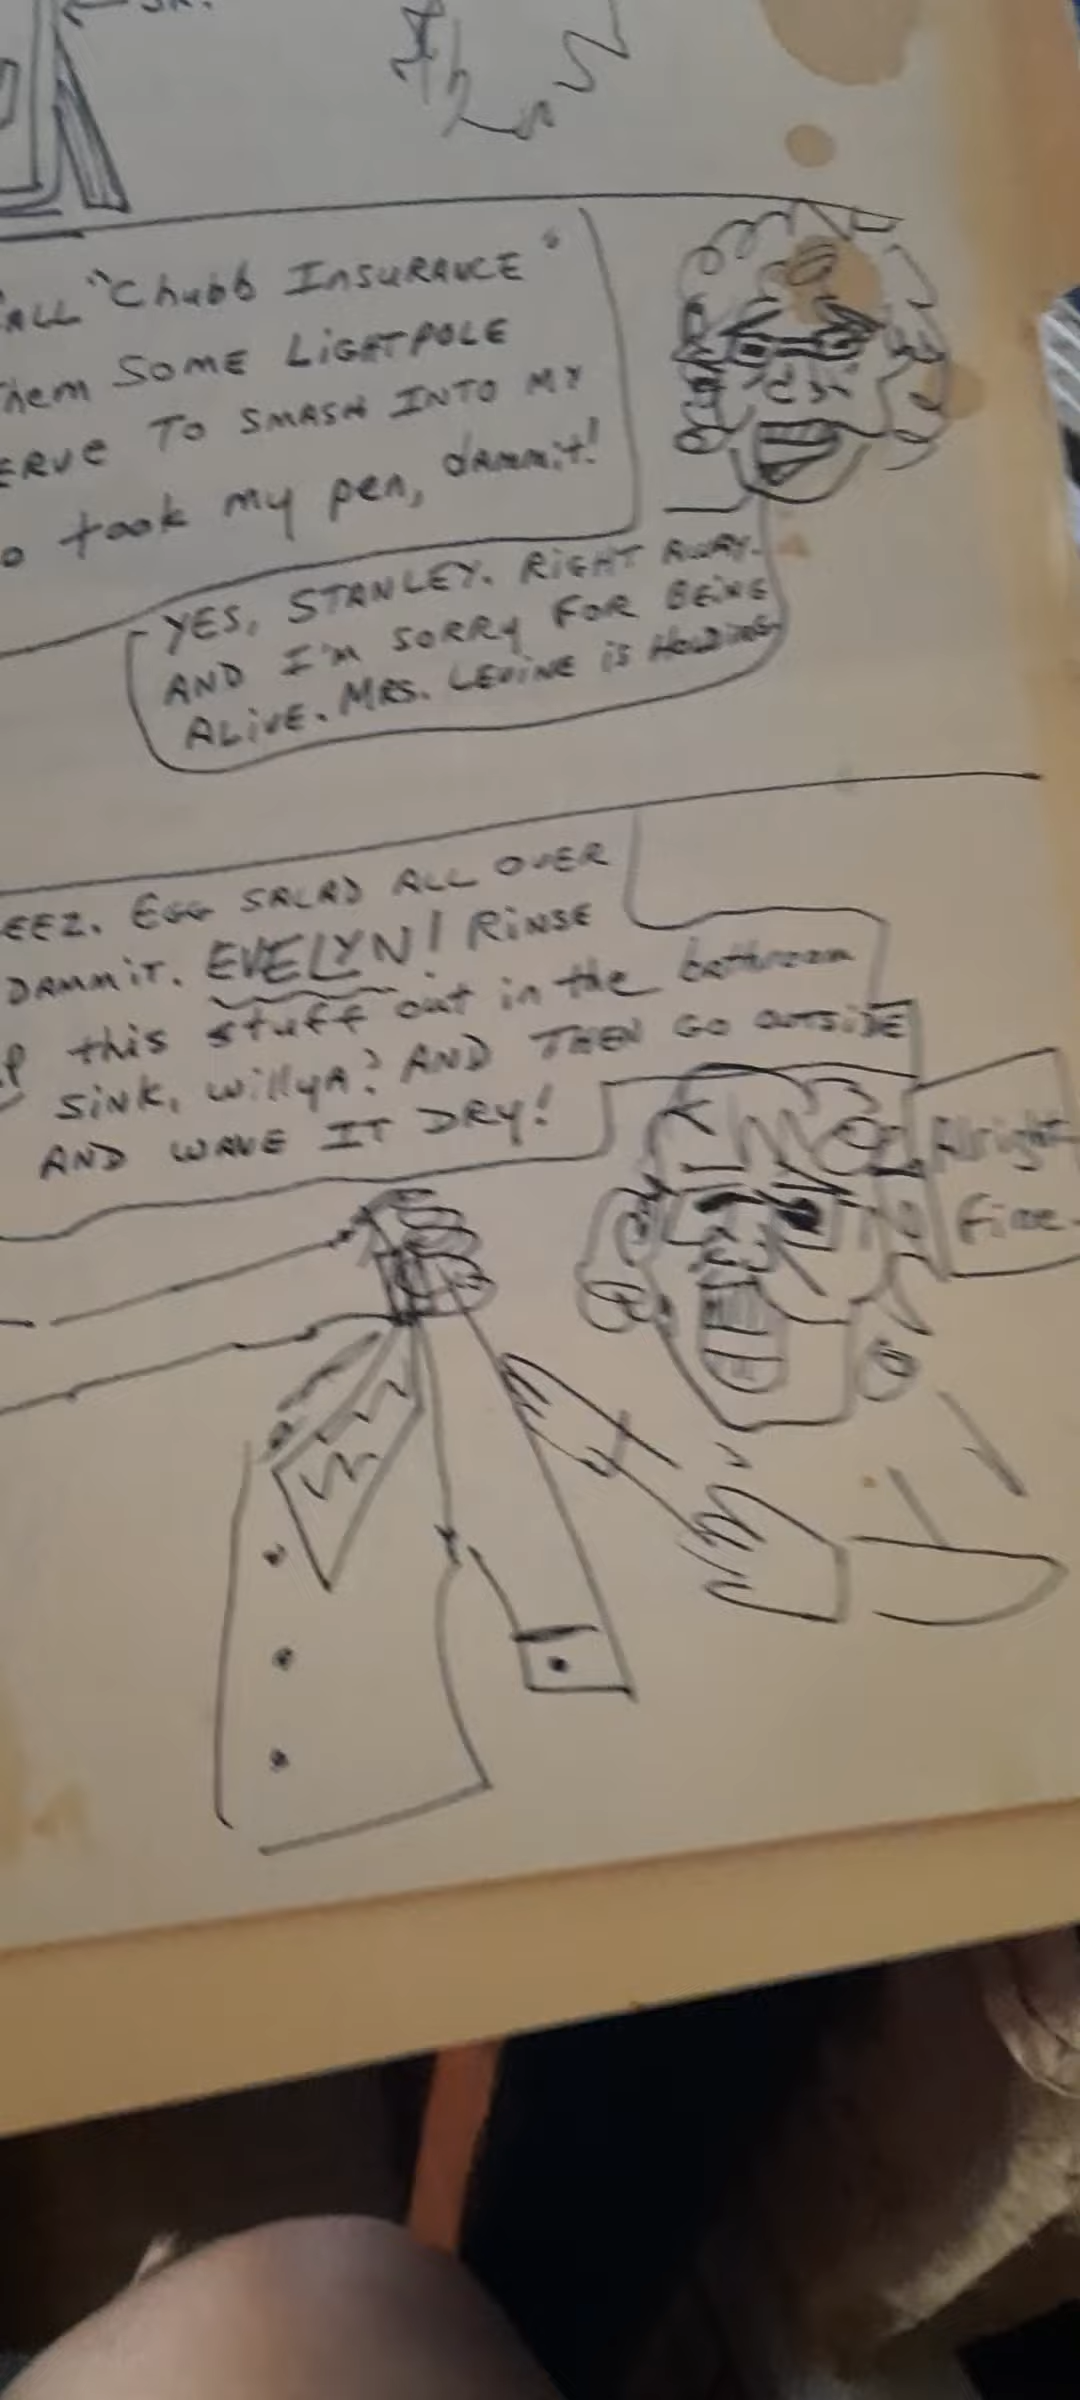 SR.
ALL "Chubb INSURANCE"
Them SOME LIGHTPOLE
ERVE TO SMASH INTO MY
o took my pen, dammit!
YES, STANLEY. RIGHT AWAY.
AND I'M SORRY FOR BEING
ALIVE. MRS. LEVINE is HOLDING
EEZ. EGG SALAD ALL OVER
DAMMIT. EVELYN! RINSE
this stuff out in the bathroom
SINK, WillyA? AND THEN GO OUTSIDE
AND WAVE IT DRY!
Alright
fine.